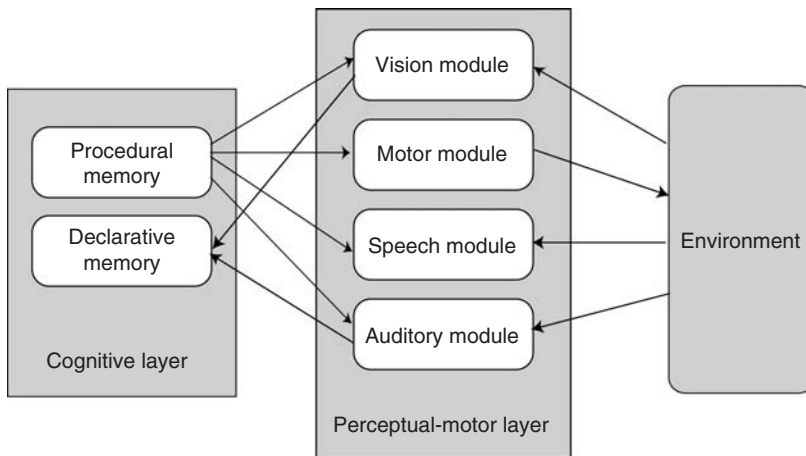 Procedural
memory
Declarative
memory
Cognitive layer
Vision module
Motor module
Speech module
Auditory module
Perceptual-motor layer
Environment